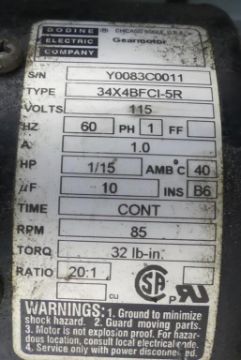 BODINE ® CHICAGO 60618, U.S.A.
ELECTRIC Gearmotor
COMPANY
S/N Y0083C0011
TYPE 34X4BFCI-5R
VOLTS 115
HZ 60 PH 1 FF
A 1.0
HP 1/15 AMB°C 40
µF 10 INS B6
TIME CONT
RPM 85
TORQ 32 lb-in.
RATIO 20:1
WARNINGS: 1. Ground to minimize
shock hazard. 2. Guard moving parts.
3. Motor is not explosion proof. For hazar-
dous location, consult local electrical code.
4. Service only with power